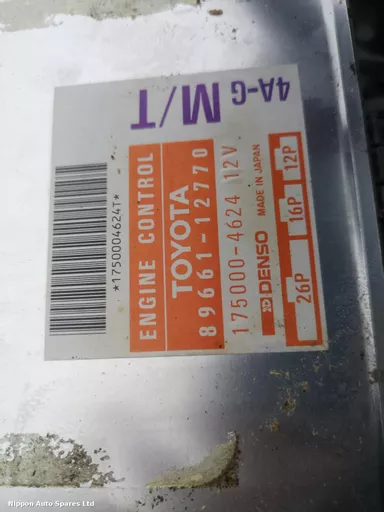 4A-G M/T
ENGINE CONTROL
TOYOTA
89661-12770
175000-4624 12V
DENSO MADE IN JAPAN
26P 16P 12P
*1750004624T*
Nippon Auto Spares Ltd